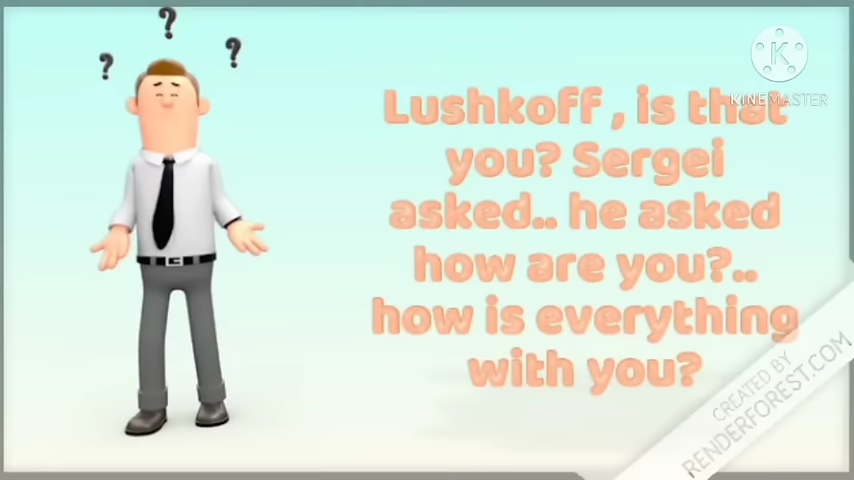 ? ? ?
K
KINEMASTER
Lushkoff , is that
you? Sergei
asked.. he asked
how are you?..
how is everything
with you?
CREATED BY
RENDERFOREST.COM